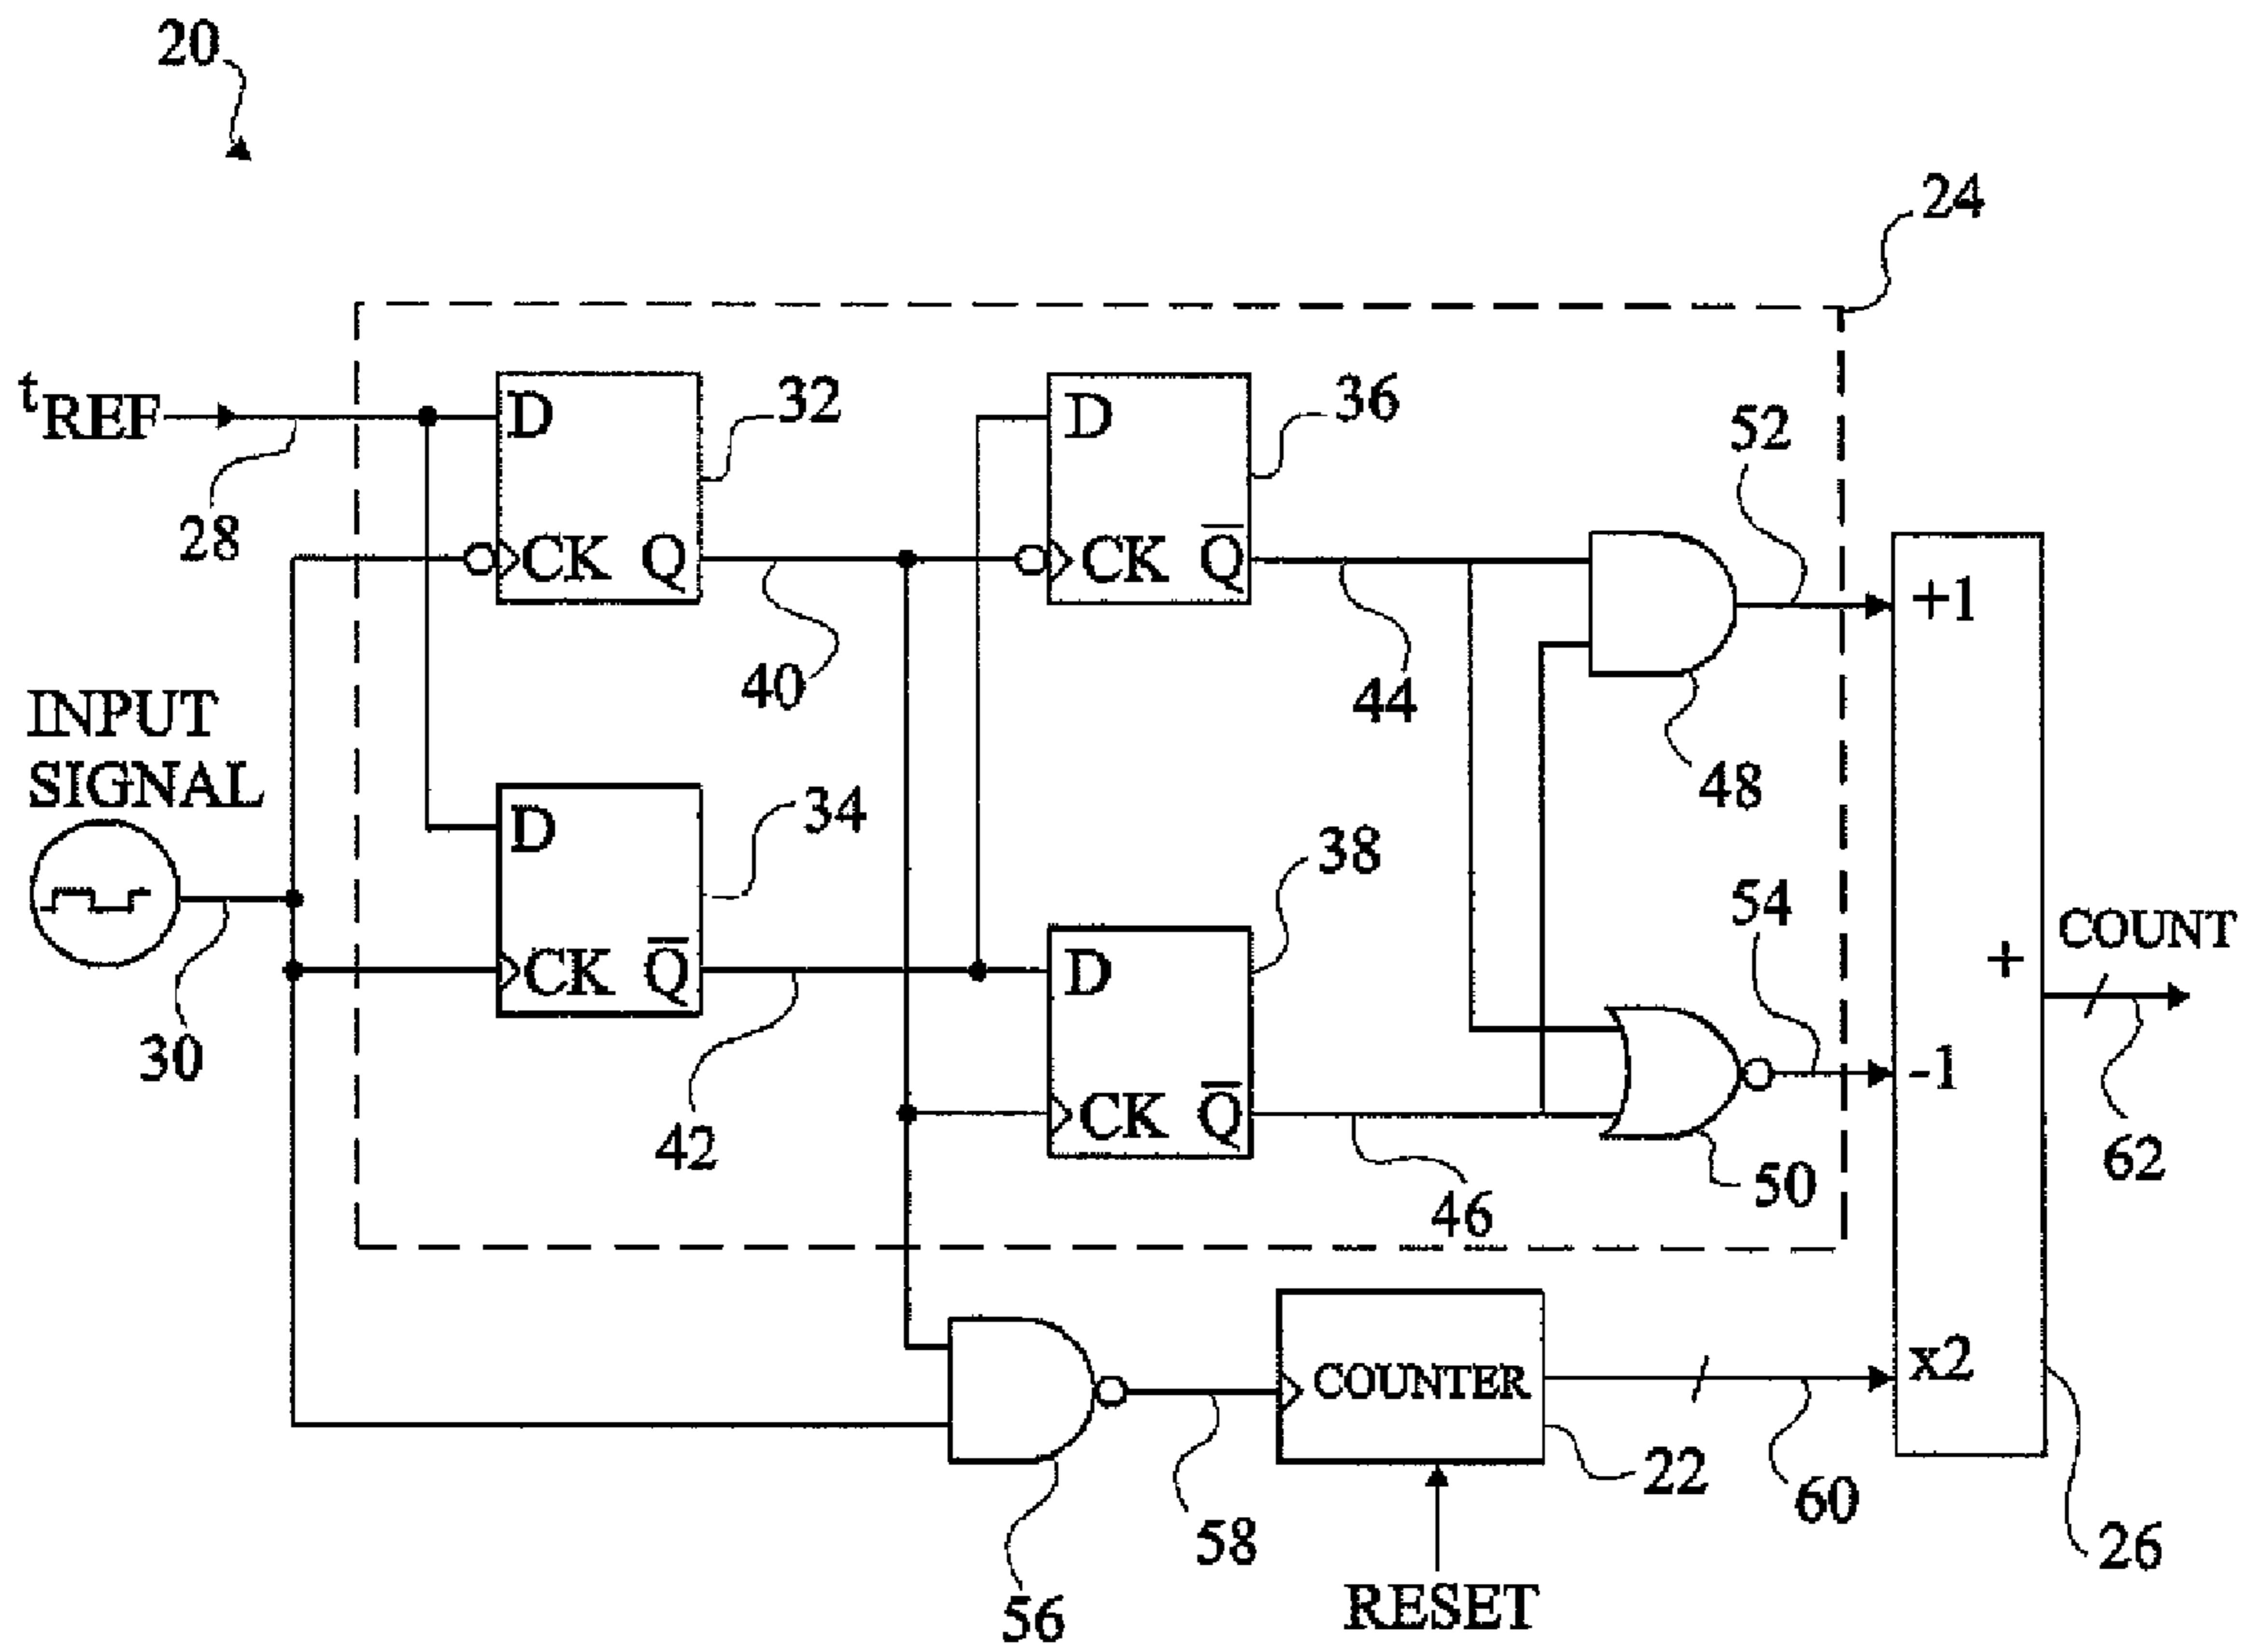 20
24
tREF
D
32
D
36
52
28
CK Q
40
CK Q̅
44
+1
48
INPUT
SIGNAL
D
34
38
54
COUNT
30
CK Q̅
42
D
+
-1
62
CK Q̅
46
50
COUNTER
x2
56
58
22
60
26
RESET